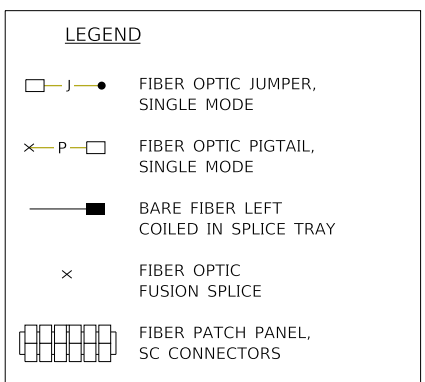 LEGEND
J FIBER OPTIC JUMPER,
SINGLE MODE
P FIBER OPTIC PIGTAIL,
SINGLE MODE
BARE FIBER LEFT
COILED IN SPLICE TRAY
FIBER OPTIC
FUSION SPLICE
FIBER PATCH PANEL,
SC CONNECTORS